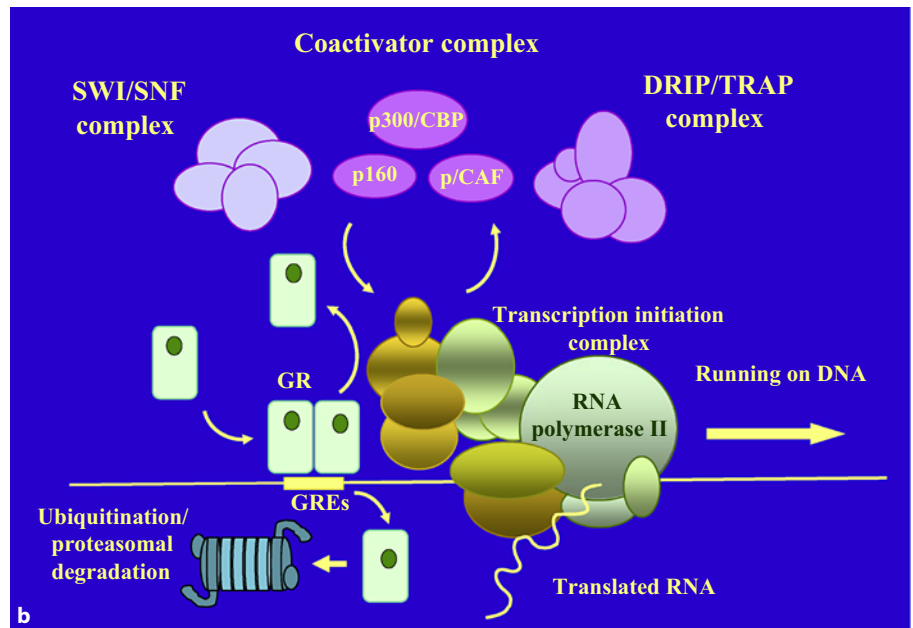 Coactivator complex
SWI/SNF
complex
DRIP/TRAP
complex
p300/CBP
p160
p/CAF
Transcription initiation
complex
Running on DNA
GR
RNA
polymerase II
GREs
Ubiquitination/
proteasomal
degradation
Translated RNA
b